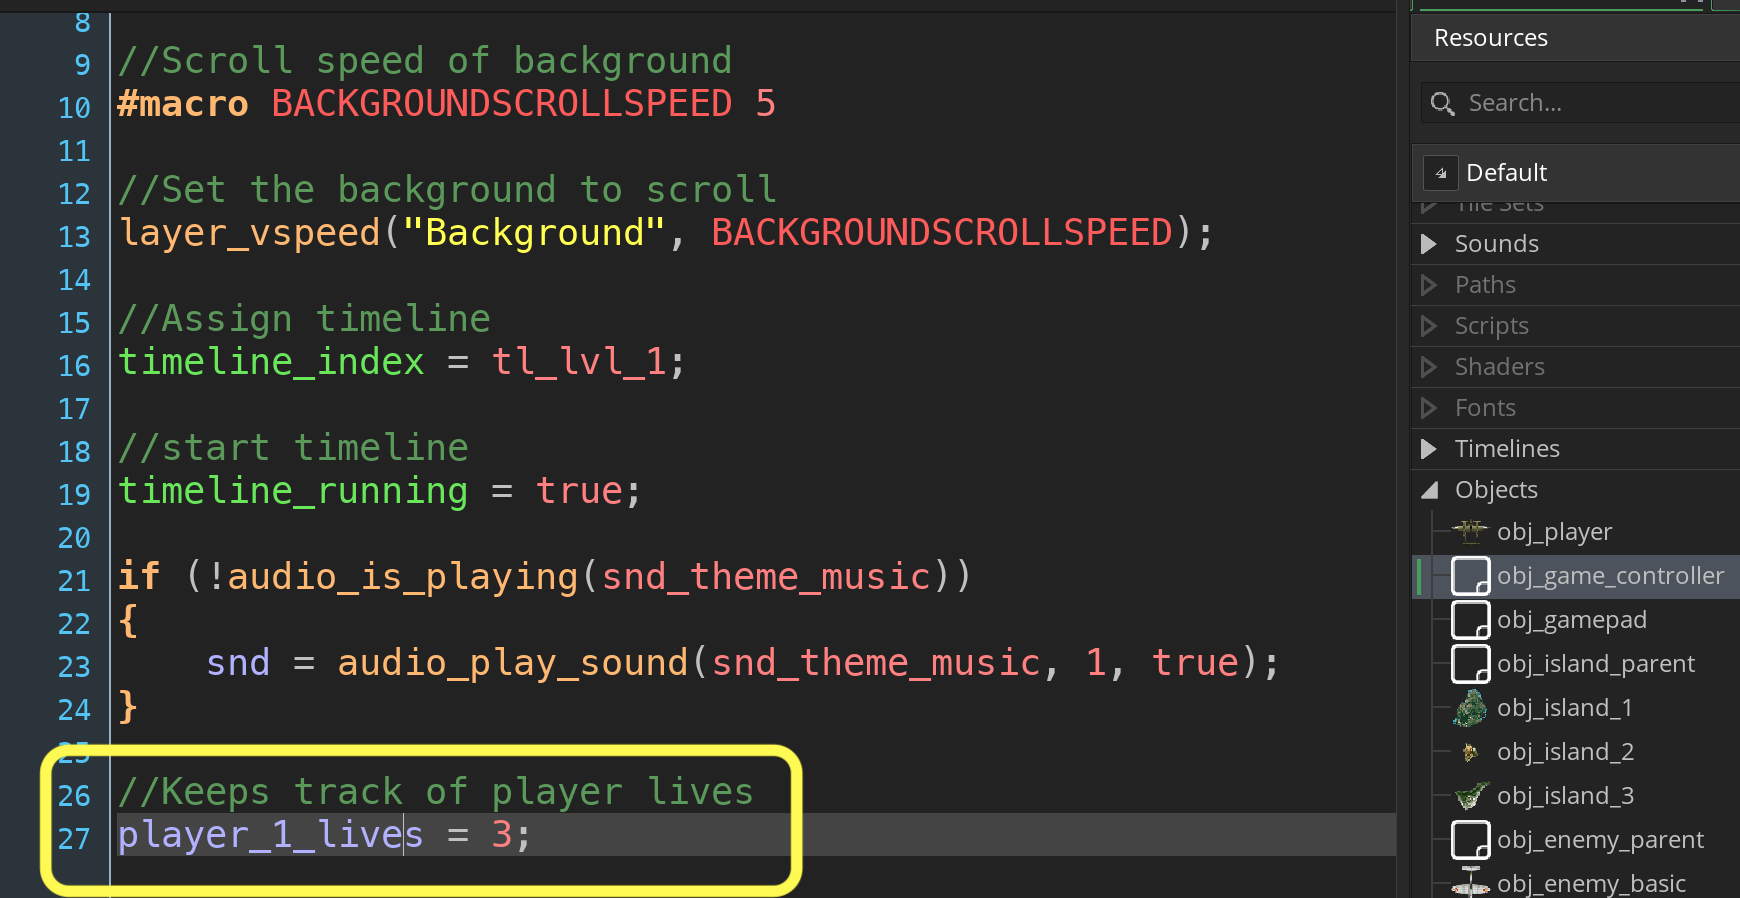 8
9 //Scroll speed of background
10 #macro BACKGROUNDSCROLLSPEED 5
11
12 //Set the background to scroll
13 layer_vspeed("Background", BACKGROUNDSCROLLSPEED);
14
15 //Assign timeline
16 timeline_index = tl_lvl_1;
17
18 //start timeline
19 timeline_running = true;
20
21 if (!audio_is_playing(snd_theme_music))
22 {
23 snd = audio_play_sound(snd_theme_music, 1, true);
24 }
25
26 //Keeps track of player lives
27 player_1_lives = 3;
Resources
Search...
Default
Tile Sets
Sounds
Paths
Scripts
Shaders
Fonts
Timelines
Objects
obj_player
obj_game_controller
obj_gamepad
obj_island_parent
obj_island_1
obj_island_2
obj_island_3
obj_enemy_parent
obj_enemy_basic